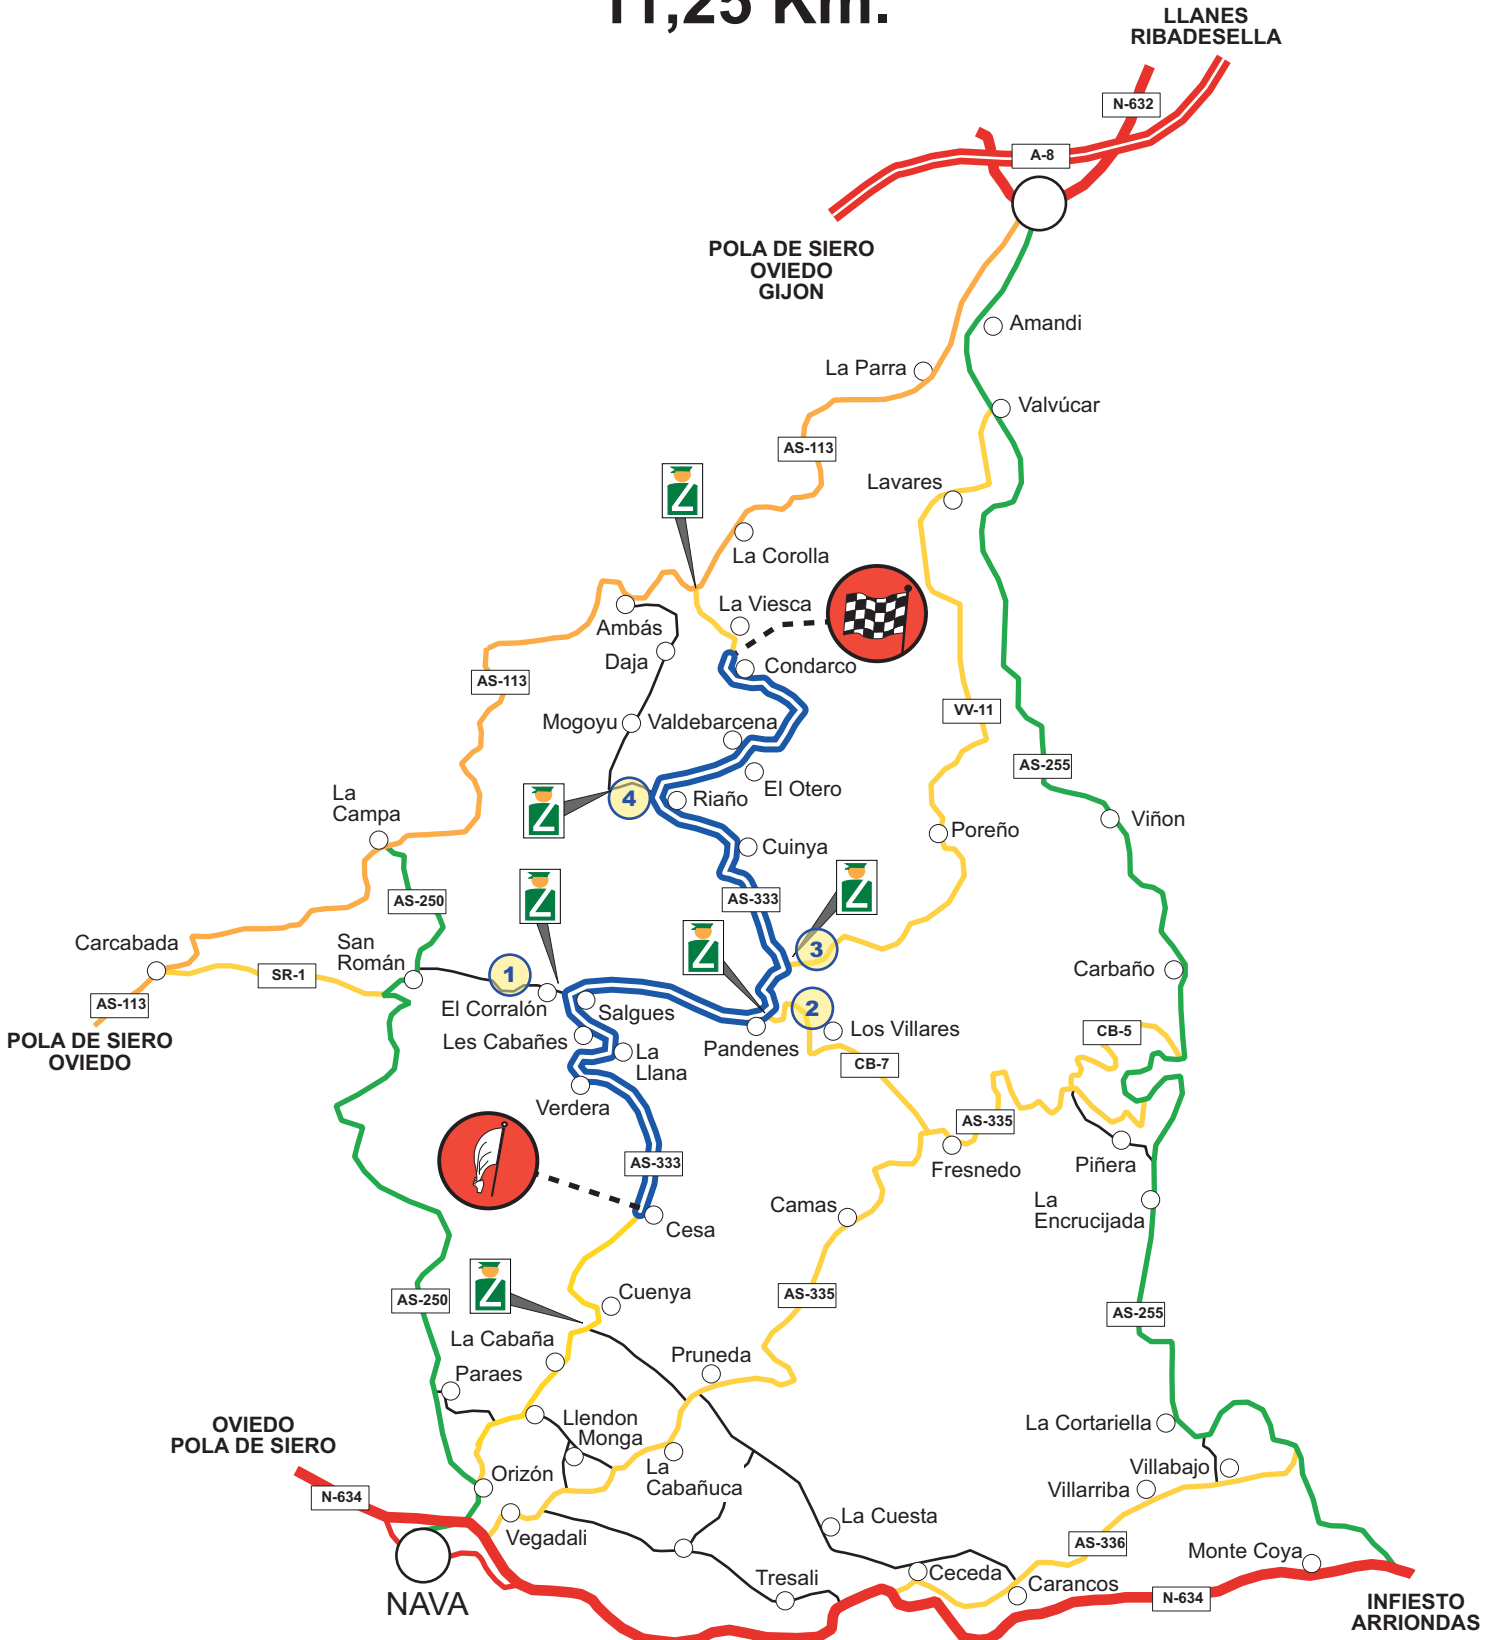 11,25 Km.
LLANES
RIBADESELLA
N-632
A-8
POLA DE SIERO
OVIEDO
GIJON
Amandi
La Parra
Valvúcar
AS-113
Lavares
La Corolla
La Viesca
Ambás
Daja
Condarco
AS-113
Mogoyu
Valdebarcena
VV-11
AS-255
El Otero
La
Campa
4
Riaño
Viñon
Poreño
Cuinya
AS-250
AS-333
Carcabada
San
Román
3
SR-1
1
Carbaño
AS-113
El Corralón
Salgues
2
POLA DE SIERO
OVIEDO
Les Cabañes
La
Llana
Pandenes
Los Villares
CB-5
CB-7
Verdera
AS-335
AS-333
Fresnedo
Piñera
Camas
La
Encrucijada
Cesa
Cuenya
AS-250
AS-335
AS-255
La Cabaña
Pruneda
Paraes
OVIEDO
POLA DE SIERO
Llendon
Monga
La Cortariella
Orizón
La
Cabañuca
Villabajo
Villarriba
N-634
Vegadali
La Cuesta
AS-336
Monte Coya
NAVA
Tresali
Ceceda
Carancos
N-634
INFIESTO
ARRIONDAS